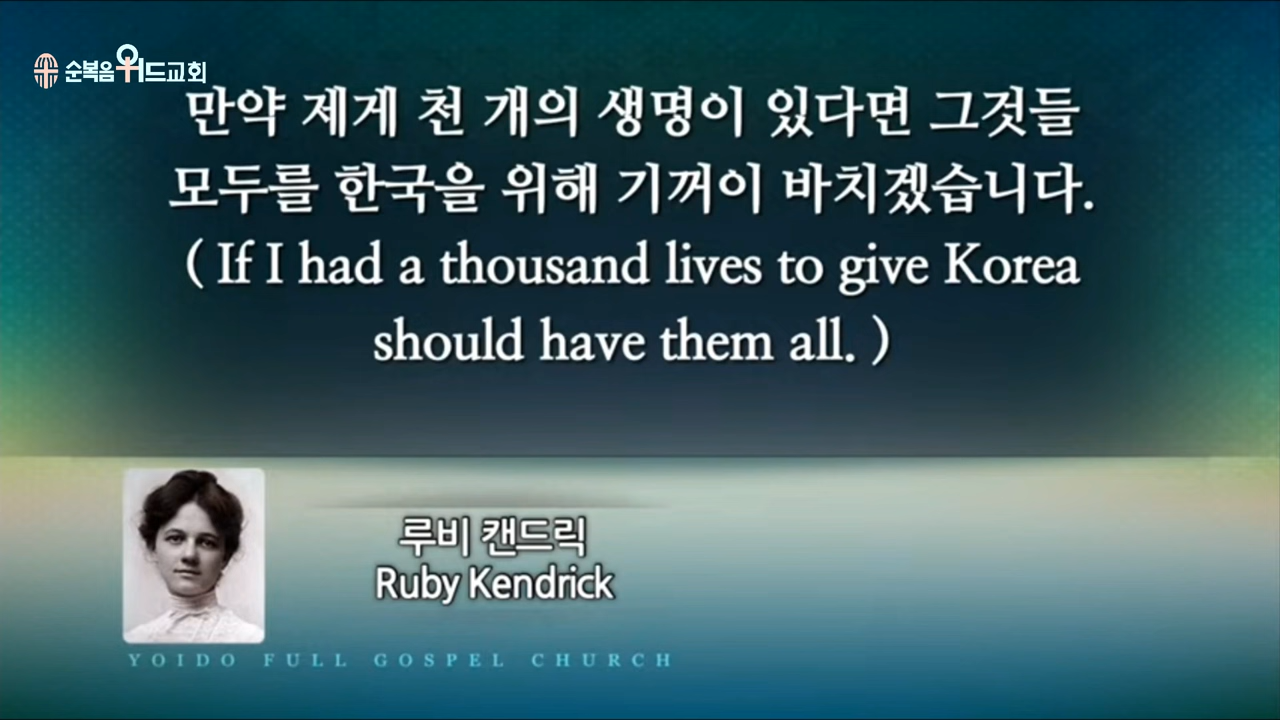 순복음위드교회
만약 제게 천 개의 생명이 있다면 그것들
모두를 한국을 위해 기꺼이 바치겠습니다.
( If I had a thousand lives to give Korea
should have them all. )
루비 캔드릭
Ruby Kendrick
YOIDO FULL GOSPEL CHURCH